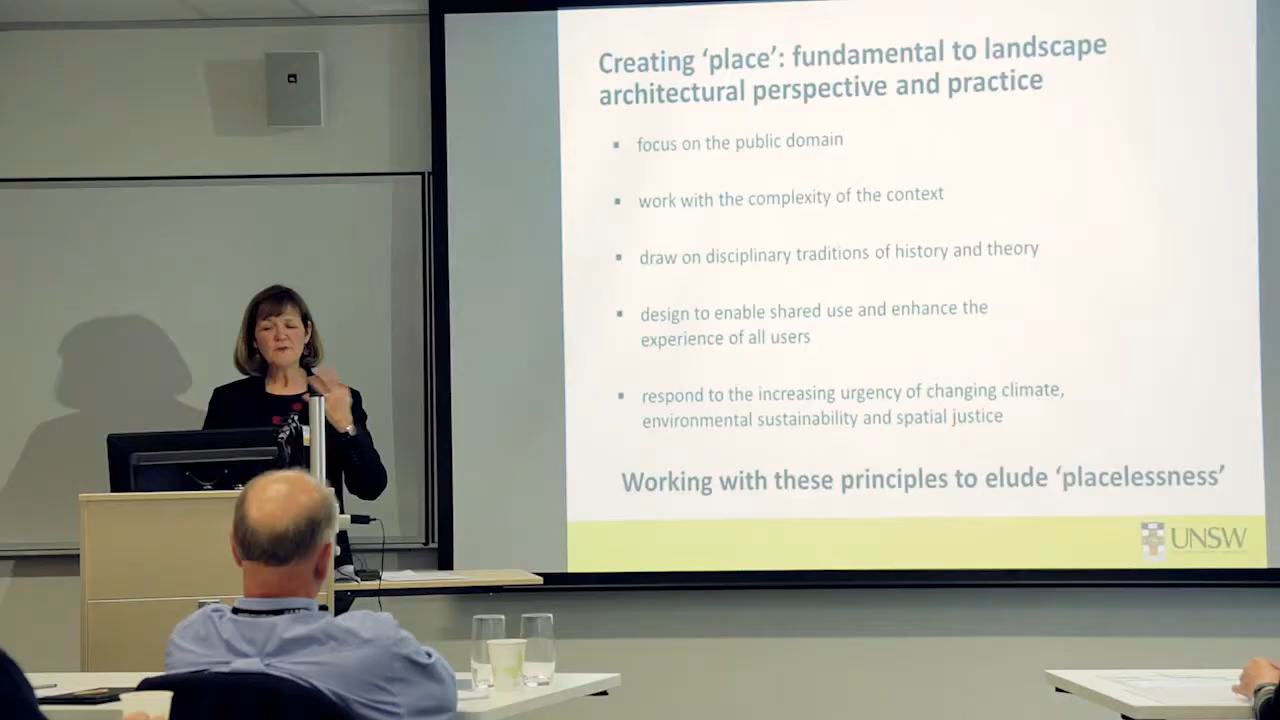 Creating ‘place’: fundamental to landscape
architectural perspective and practice
▪ focus on the public domain
▪ work with the complexity of the context
▪ draw on disciplinary traditions of history and theory
▪ design to enable shared use and enhance the
experience of all users
▪ respond to the increasing urgency of changing climate,
environmental sustainability and spatial justice
Working with these principles to elude ‘placelessness’
UNSW